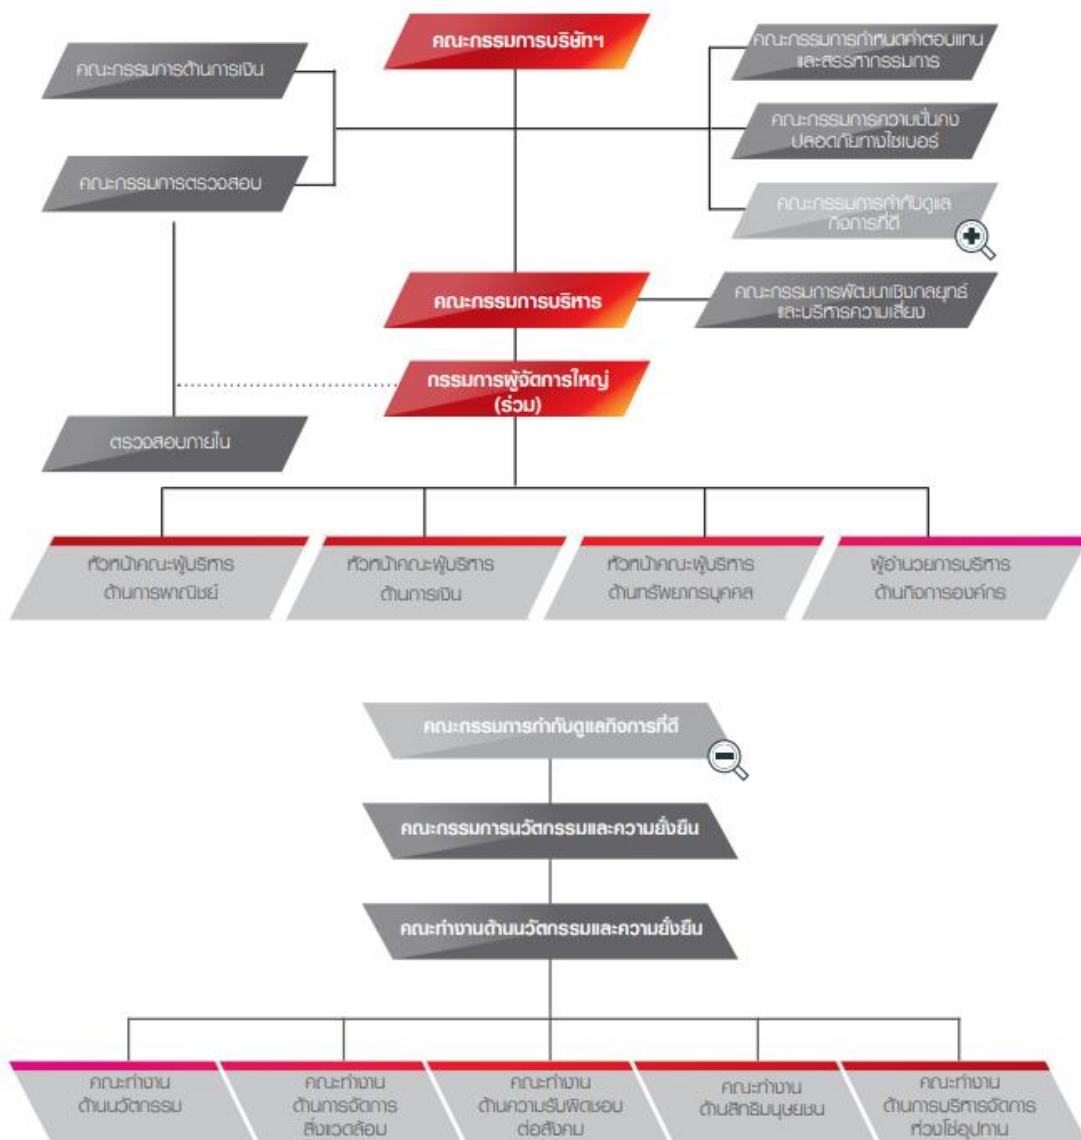 คณะกรรมการบริษัทฯ
คณะกรรมการด้านการเงิน
คณะกรรมการตรวจสอบ
คณะกรรมการกำหนดค่าตอบแทน
และสรรหากรรมการ
คณะกรรมการความมั่นคง
ปลอดภัยทางไซเบอร์
คณะกรรมการกำกับดูแล
กิจการที่ดี
คณะกรรมการบริหาร
คณะกรรมการพัฒนาเชิงกลยุทธ์
และบริหารความเสี่ยง
กรรมการผู้จัดการใหญ่
(ร่วม)
ตรวจสอบภายใน
หัวหน้าคณะผู้บริหาร
ด้านการพาณิชย์
หัวหน้าคณะผู้บริหาร
ด้านการเงิน
หัวหน้าคณะผู้บริหาร
ด้านทรัพยากรบุคคล
ผู้อำนวยการบริหาร
ด้านกิจการองค์กร
คณะกรรมการกำกับดูแลกิจการที่ดี
คณะกรรมการนวัตกรรมและความยั่งยืน
คณะทำงานด้านนวัตกรรมและความยั่งยืน
คณะทำงาน
ด้านนวัตกรรม
คณะทำงาน
ด้านการจัดการ
สิ่งแวดล้อม
คณะทำงาน
ด้านความรับผิดชอบ
ต่อสังคม
คณะทำงาน
ด้านสิทธิมนุษยชน
คณะทำงาน
ด้านการบริหารจัดการ
ห่วงโซ่อุปทาน